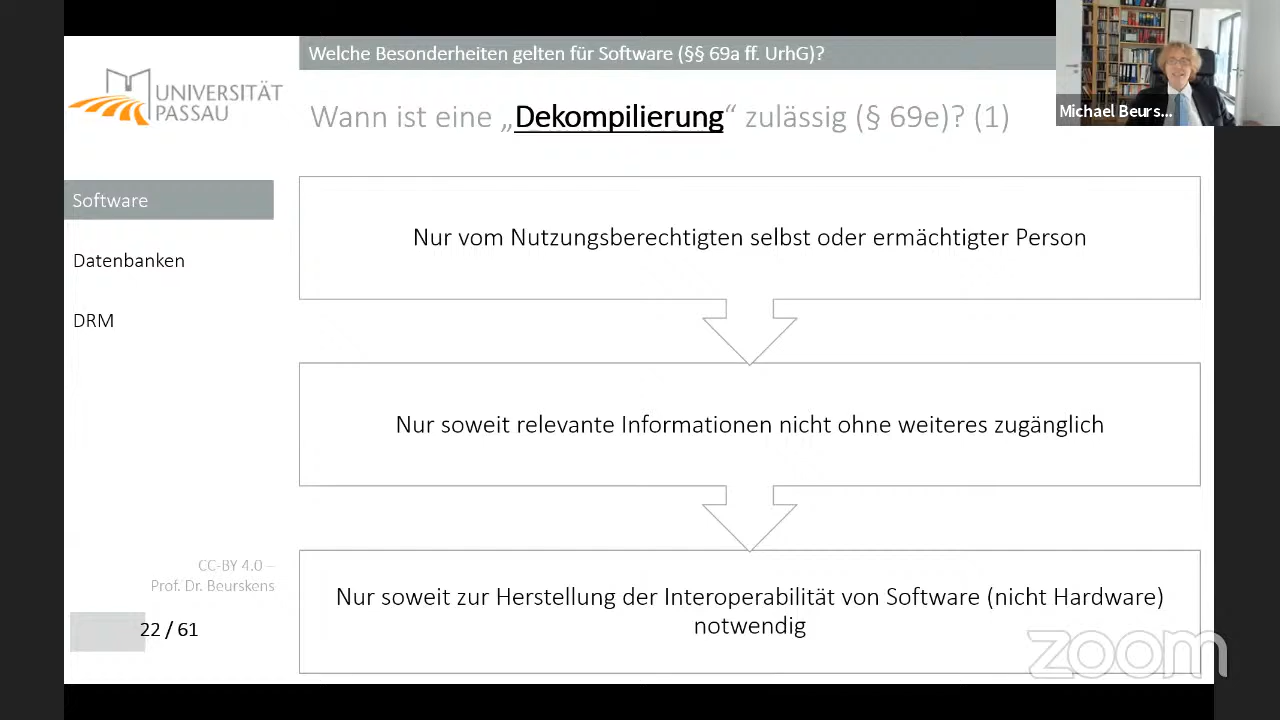 Welche Besonderheiten gelten für Software (§§ 69a ff. UrhG)?
UNIVERSITÄT
PASSAU
Wann ist eine „Dekompilierung“ zulässig (§ 69e)? (1)
Michael Beurs...
Software
Datenbanken
DRM
Nur vom Nutzungsberechtigten selbst oder ermächtigter Person
Nur soweit relevante Informationen nicht ohne weiteres zugänglich
Nur soweit zur Herstellung der Interoperabilität von Software (nicht Hardware)
notwendig
CC-BY 4.0 –
Prof. Dr. Beurskens
22 / 61
zoom